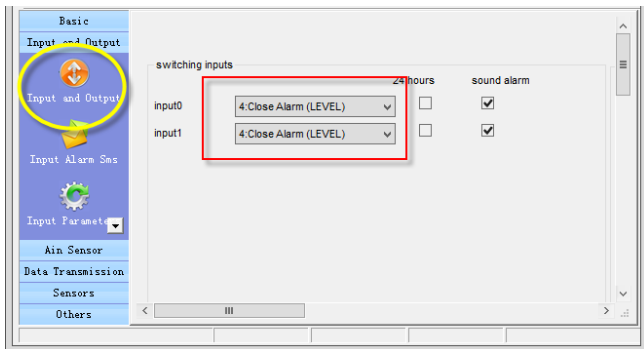 Basic
Input and Output
Input and Output
Input Alarm Sms
Input Paramete
Ain Sensor
Data Transmission
Sensors
Others
switching inputs
24 hours
sound alarm
input0
4:Close Alarm (LEVEL)
input1
4:Close Alarm (LEVEL)